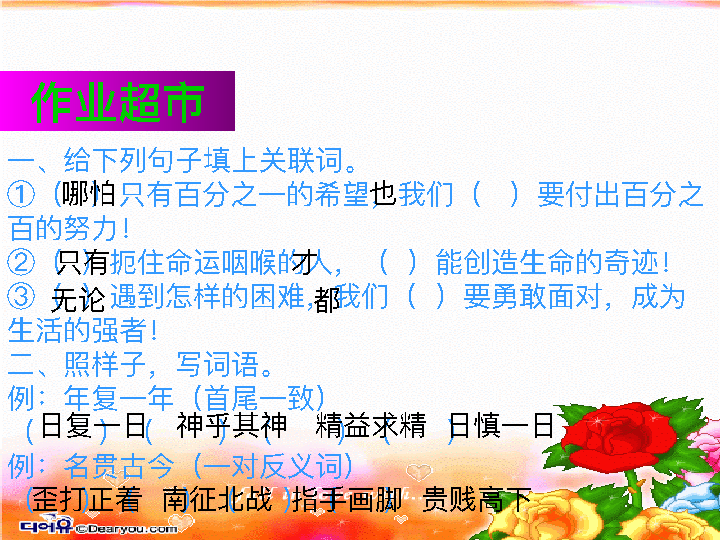 作业超市
一、给下列句子填上关联词。
①（哪怕）只有百分之一的希望，也我们（ ）要付出百分之
百的努力！
②（只有）扼住命运咽喉的人，才（ ）能创造生命的奇迹！
③（无论）遇到怎样的困难，都我们（ ）要勇敢面对，成为
生活的强者！
二、照样子，写词语。
例：年复一年（首尾一致）
（日复一日）（神乎其神）（精益求精）（日慎一日）
例：名贯古今（一对反义词）
（歪打正着）（南征北战）（指手画脚）（贵贱高下
디어유 ©Dearyou.com